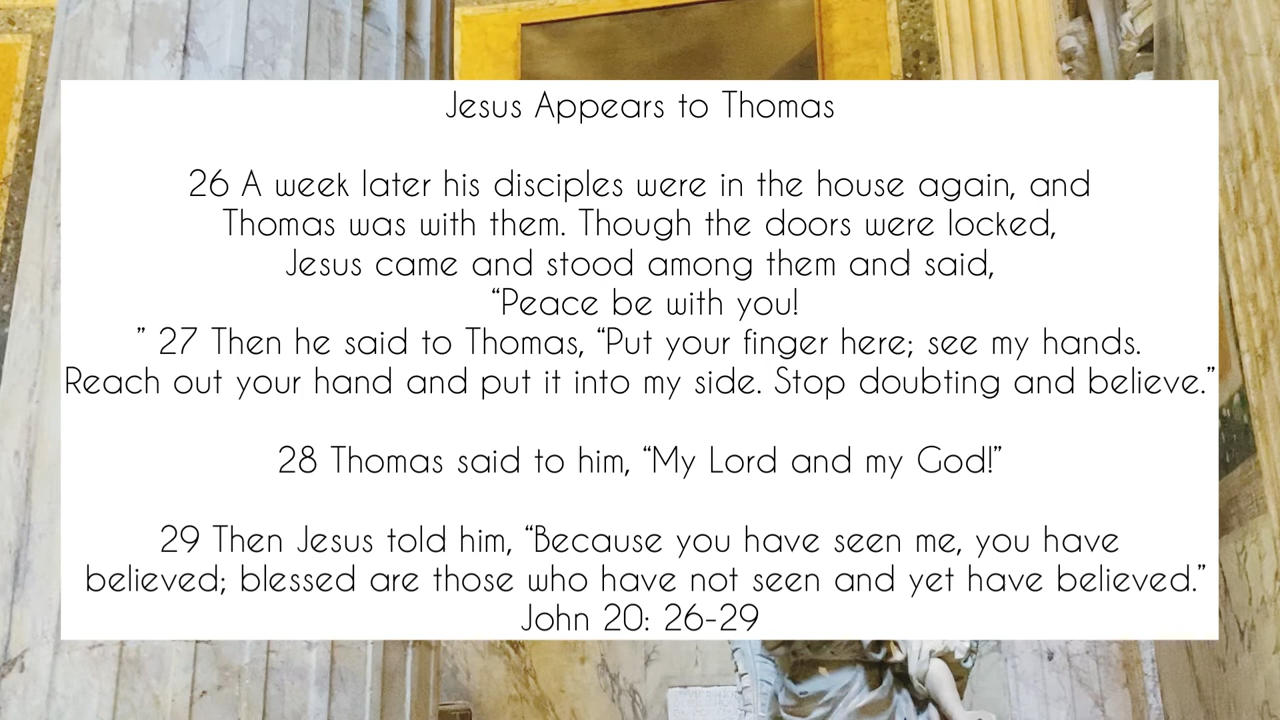 Jesus Appears to Thomas
26 A week later his disciples were in the house again, and
Thomas was with them. Though the doors were locked,
Jesus came and stood among them and said,
“Peace be with you!
” 27 Then he said to Thomas, “Put your finger here; see my hands.
Reach out your hand and put it into my side. Stop doubting and believe.”
28 Thomas said to him, “My Lord and my God!”
29 Then Jesus told him, “Because you have seen me, you have
believed; blessed are those who have not seen and yet have believed.”
John 20: 26-29